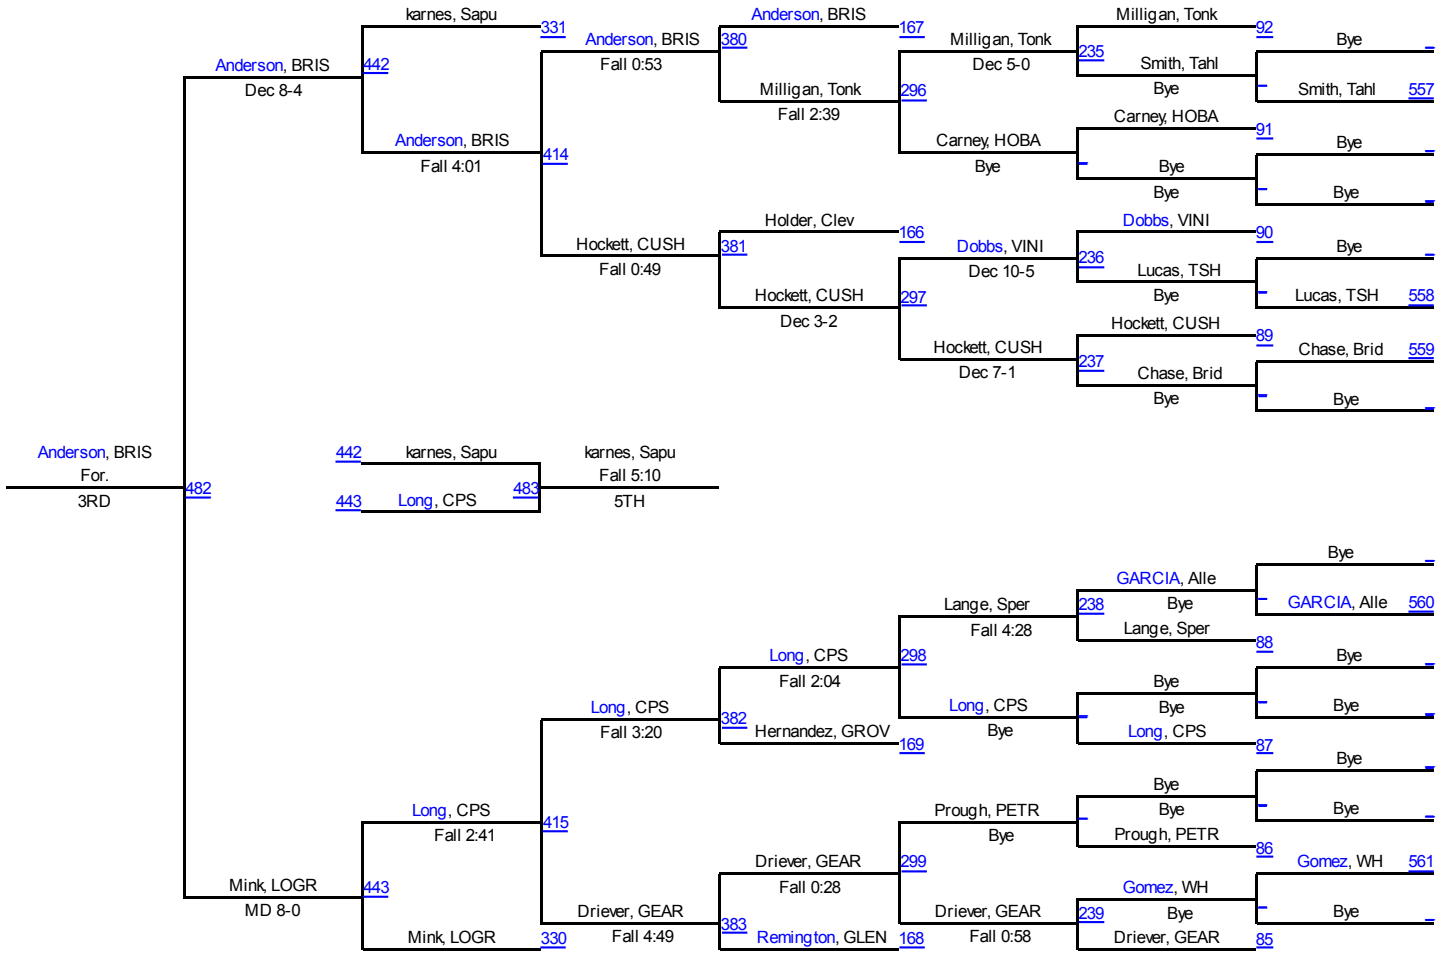 karnes, Sapu
331
Anderson, BRIS
442
Dec 8-4
Anderson, BRIS
414
Fall 4:01
Anderson, BRIS
380
Fall 0:53
Anderson, BRIS
167
Milligan, Tonk
296
Fall 2:39
Milligan, Tonk
235
Dec 5-0
Milligan, Tonk
92
Smith, Tahl
Bye
Bye
Smith, Tahl 557
Carney, HOBA
Bye
Carney, HOBA
91
Bye
Bye
Bye
Bye
Hockett, CUSH
381
Fall 0:49
Holder, Clev
166
Hockett, CUSH
297
Dec 3-2
Dobbs, VINI
236
Dec 10-5
Dobbs, VINI
90
Lucas, TSH
Bye
Bye
Lucas, TSH 558
Hockett, CUSH
237
Dec 7-1
Hockett, CUSH
89
Chase, Brid
Bye
Chase, Brid 559
Bye
Anderson, BRIS
For.
482
3RD
442 karnes, Sapu
443 Long, CPS
483
karnes, Sapu
Fall 5:10
5TH
Mink, LOGR
443
MD 8-0
Long, CPS
415
Fall 2:41
Mink, LOGR
330
Long, CPS
382
Fall 3:20
Driever, GEAR
383
Fall 4:49
Long, CPS
298
Fall 2:04
Hernandez, GROV
169
Driever, GEAR
299
Fall 0:28
Remington, GLEN
168
Lange, Sper
238
Fall 4:28
Long, CPS
Bye
Prough, PETR
Bye
Driever, GEAR
239
Fall 0:58
GARCIA, Alle
Bye
Lange, Sper
88
Bye
Bye
Long, CPS
87
Bye
Bye
Prough, PETR
86
Gomez, WH
Bye
Driever, GEAR
85
Bye
GARCIA, Alle 560
Bye
Bye
Bye
Bye
Gomez, WH 561
Bye